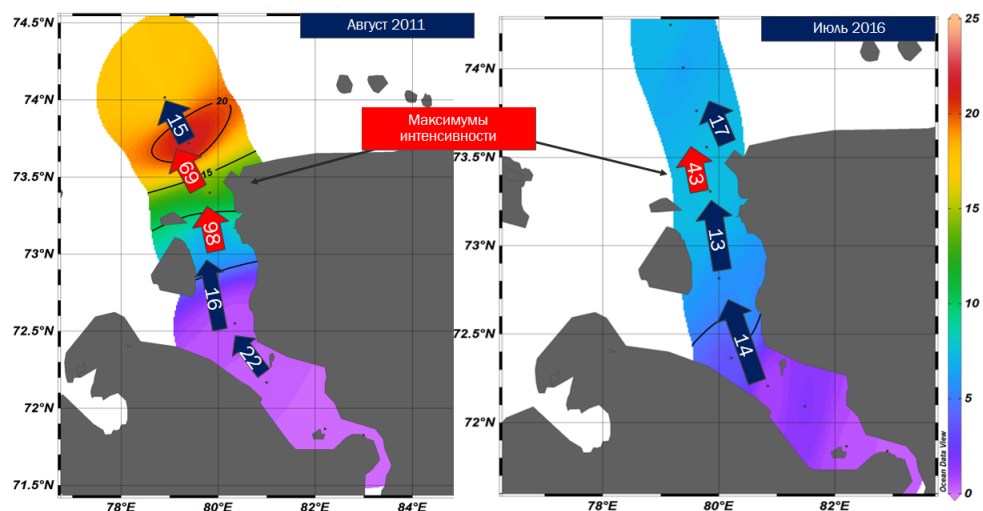 Август 2011
Июль 2016
Максимумы
интенсивности
74.5°N
74°N
73.5°N
73°N
72.5°N
72°N
71.5°N
78°E
80°E
82°E
84°E
20
15
15
69
98
16
22
74°N
73.5°N
73°N
72.5°N
72°N
78°E
80°E
82°E
17
43
13
14
25
20
15
10
5
0
Ocean Data View